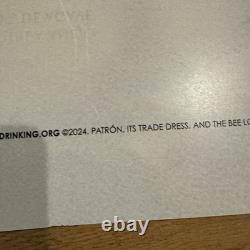 DRINKING.ORG ©2024. PATRÓN, ITS TRADE DRESS, AND THE BEE LO